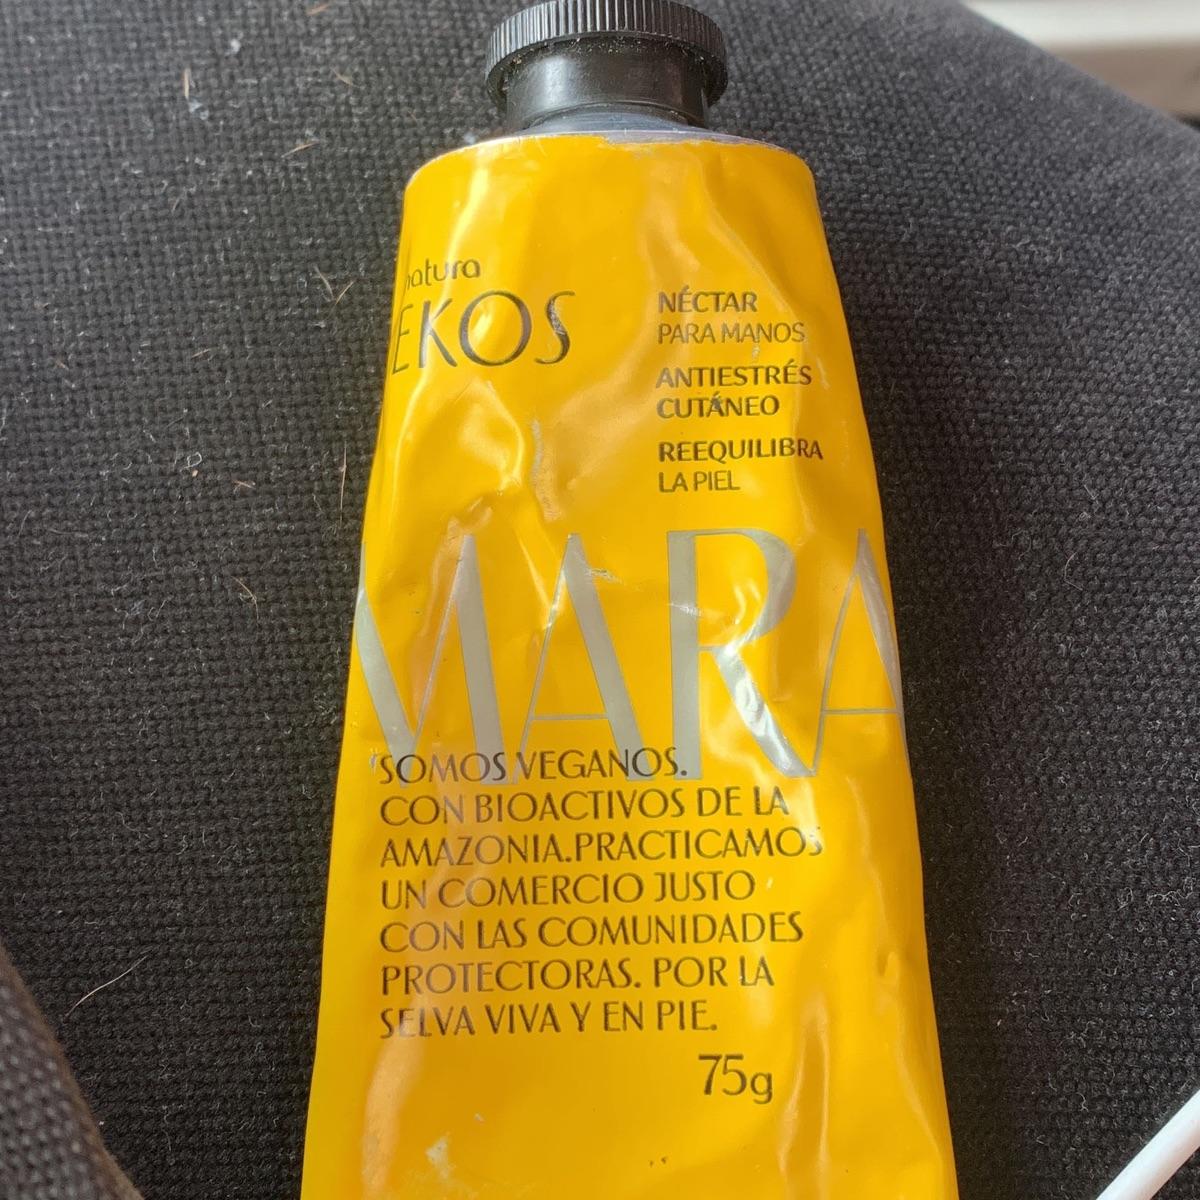 natura
EKOS
NÉCTAR
PARA MANOS
ANTIESTRÉS
CUTÁNEO
REEQUILIBRA
LA PIEL
MARA
SOMOS VEGANOS.
CON BIOACTIVOS DE LA
AMAZONIA.PRACTICAMOS
UN COMERCIO JUSTO
CON LAS COMUNIDADES
PROTECTORAS. POR LA
SELVA VIVA Y EN PIE.
75g